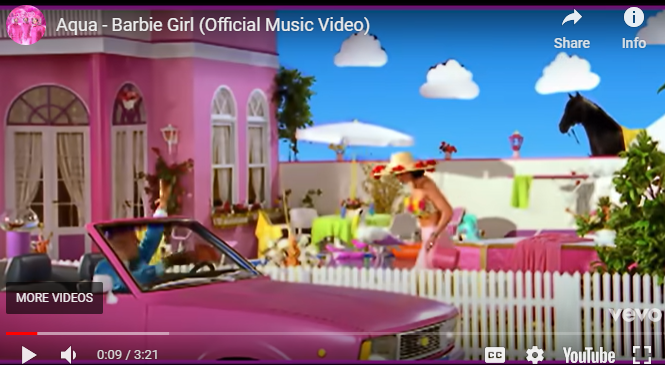 Aqua - Barbie Girl (Official Music Video)
Share
Info
MORE VIDEOS
vevo
0:09 / 3:21
CC
YouTube